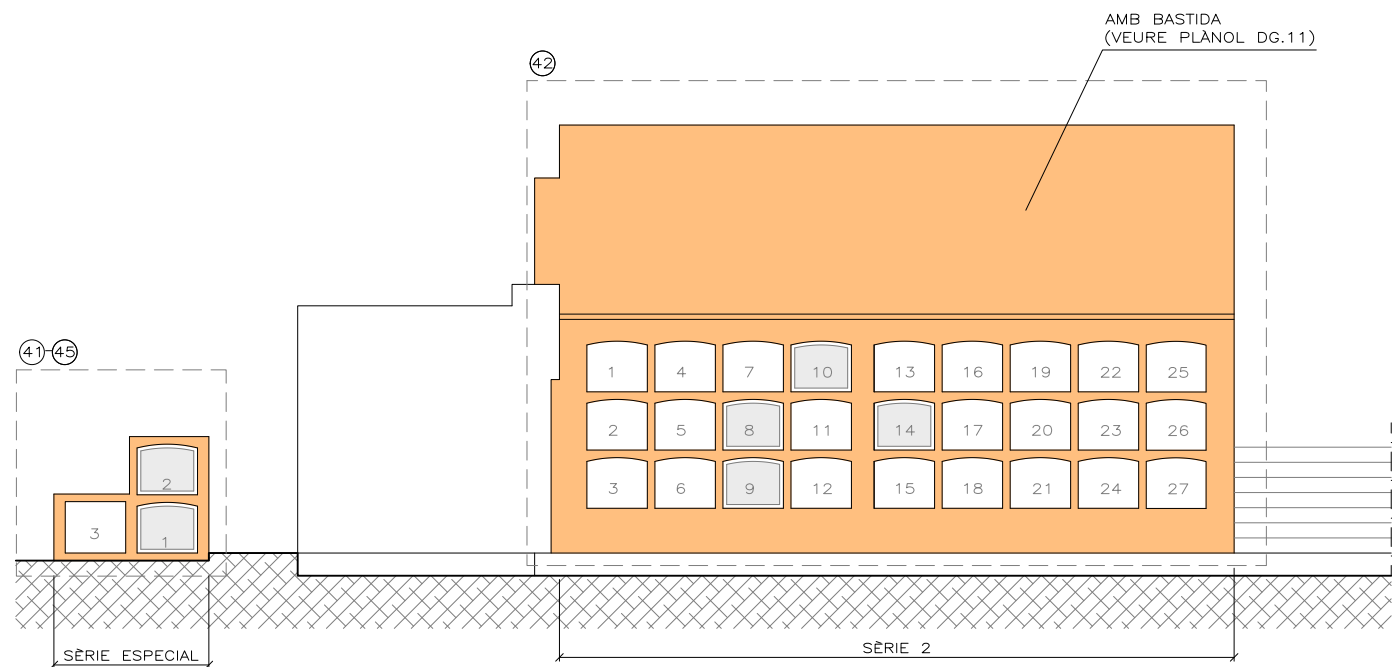 AMB BASTIDA
(VEURE PLÀNOL DG.11)
42
41-45
1 4 7 10 13 16 19 22 25
2 5 8 11 14 17 20 23 26
3 6 9 12 15 18 21 24 27
2
3 1
SÈRIE ESPECIAL
SÈRIE 2